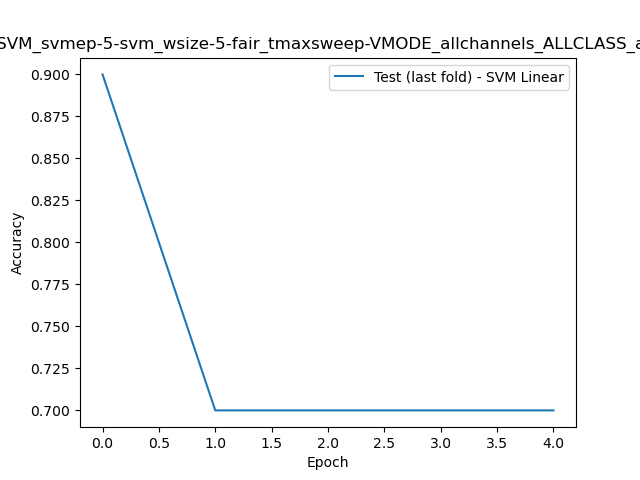 SVM_svmep-5-svm_wsize-5-fair_tmaxsweep-VMODE_allchannels_ALLCLASS_a
Test (last fold) - SVM Linear
0.900
0.875
0.850
0.825
0.800
0.775
0.750
0.725
0.700
Accuracy
0.0 0.5 1.0 1.5 2.0 2.5 3.0 3.5 4.0
Epoch